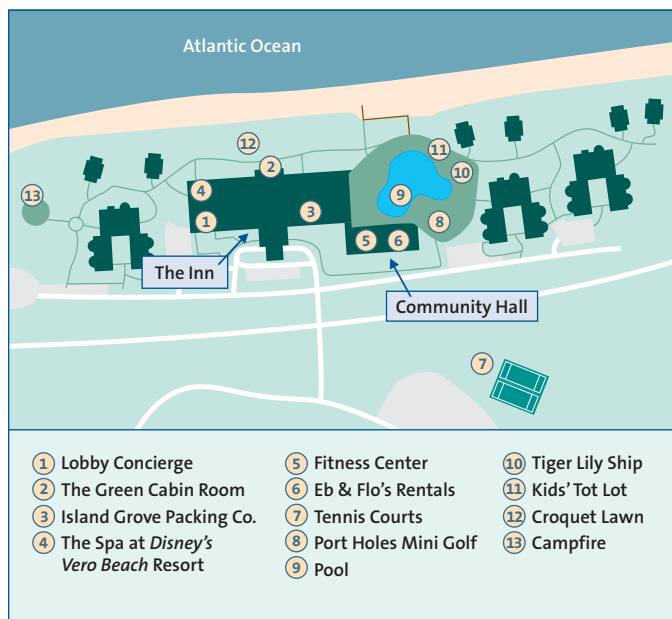 Atlantic Ocean
12
11
2
10
13
4
9
1
3
8
5
6
The Inn
Community Hall
7
1 Lobby Concierge
2 The Green Cabin Room
3 Island Grove Packing Co.
4 The Spa at Disney's
Vero Beach Resort
5 Fitness Center
6 Eb & Flo's Rentals
7 Tennis Courts
8 Port Holes Mini Golf
9 Pool
10 Tiger Lily Ship
11 Kids' Tot Lot
12 Croquet Lawn
13 Campfire